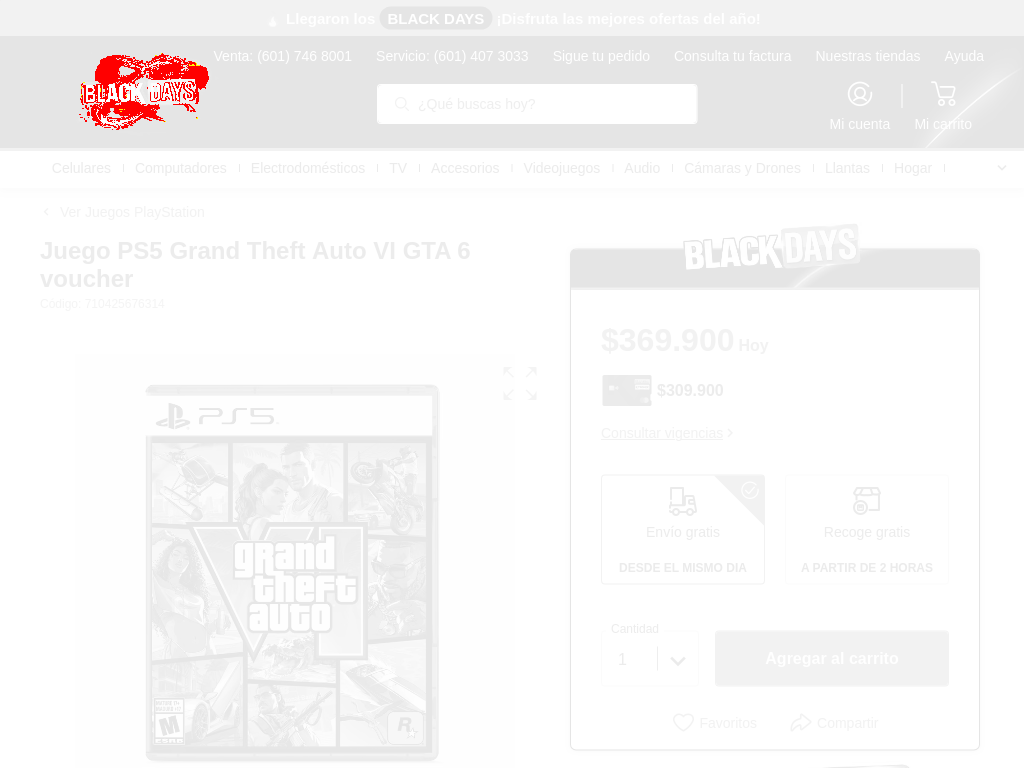 Llegaron los BLACK DAYS ¡Disfruta las mejores ofertas del año!
Venta: (601) 746 8001 Servicio: (601) 407 3033 Sigue tu pedido Consulta tu factura Nuestras tiendas Ayuda
BLACK DAYS
¿Qué buscas hoy?
Mi cuenta Mi carrito
Celulares Computadores Electrodomésticos TV Accesorios Videojuegos Audio Cámaras y Drones Llantas Hogar
Ver Juegos PlayStation
Juego PS5 Grand Theft Auto VI GTA 6
voucher
Código: 710425676314
BLACK DAYS
$369.900 Hoy
$309.900
Consultar vigencias
Envío gratis
DESDE EL MISMO DIA
Recoge gratis
A PARTIR DE 2 HORAS
Cantidad
1
Agregar al carrito
Favoritos Compartir
PS5
grand
theft
auto
VI
M
R